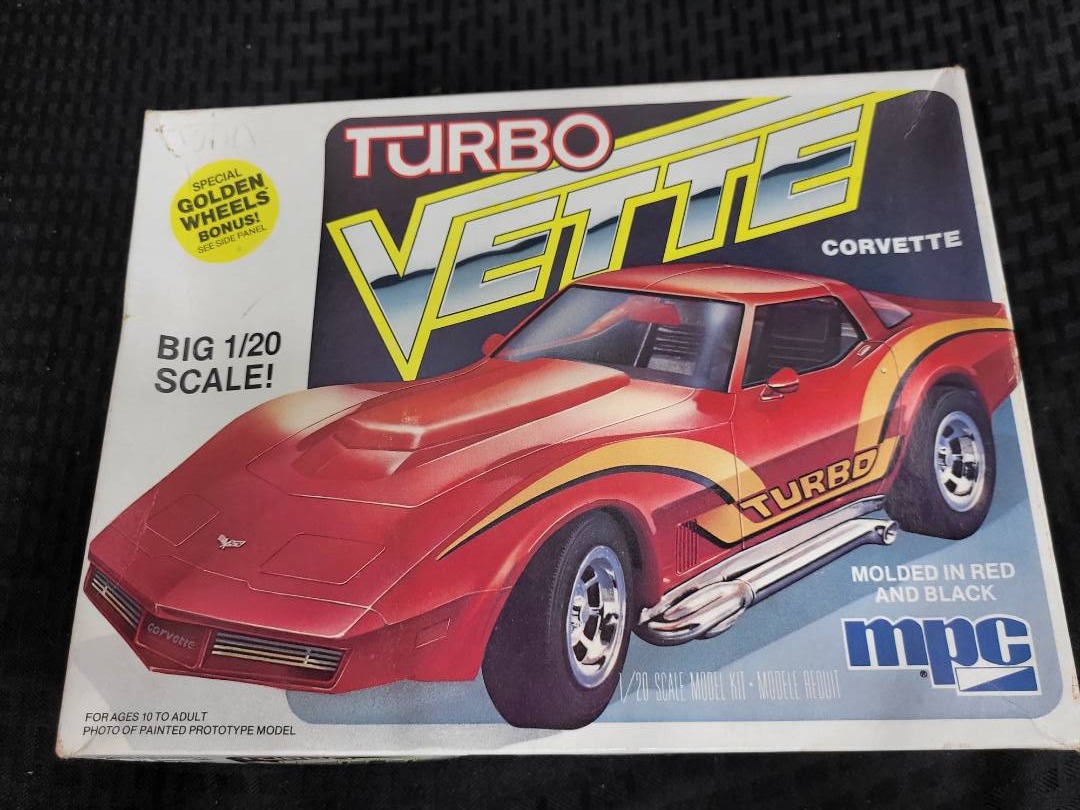 TURBO
VETTE
CORVETTE
SPECIAL
GOLDEN
WHEELS
BONUS!
SEE SIDE PANEL
BIG 1/20
SCALE!
TURBO
Corvette
MOLDED IN RED
AND BLACK
mpc®
1/20 SCALE MODEL KIT • MODELE REDUIT
FOR AGES 10 TO ADULT
PHOTO OF PAINTED PROTOTYPE MODEL